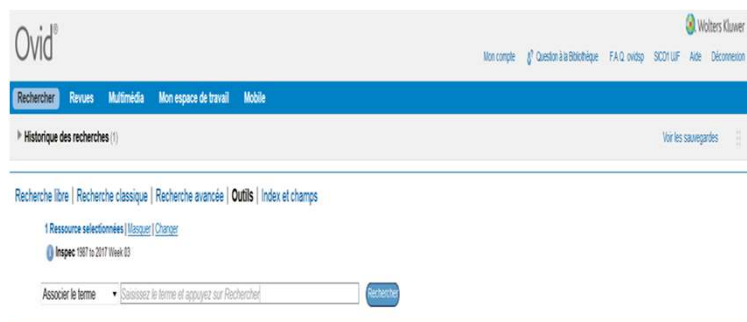 Ovid®
Wolters Kluwer
Mon compte Question à la Bibliothèque F.A.Q. ovidsp SICD1 UJF Aide Déconnexion
Rechercher Revues Multimédia Mon espace de travail Mobile
Historique des recherches (1) Voir les sauvegardes
Recherche libre | Recherche classique | Recherche avancée | Outils | Index et champs
1 Ressource selectionnées | Masquer | Changer
Inspec 1987 to 2017 Week 03
Associer le terme Saisissez le terme et appuyez sur Rechercher Rechercher